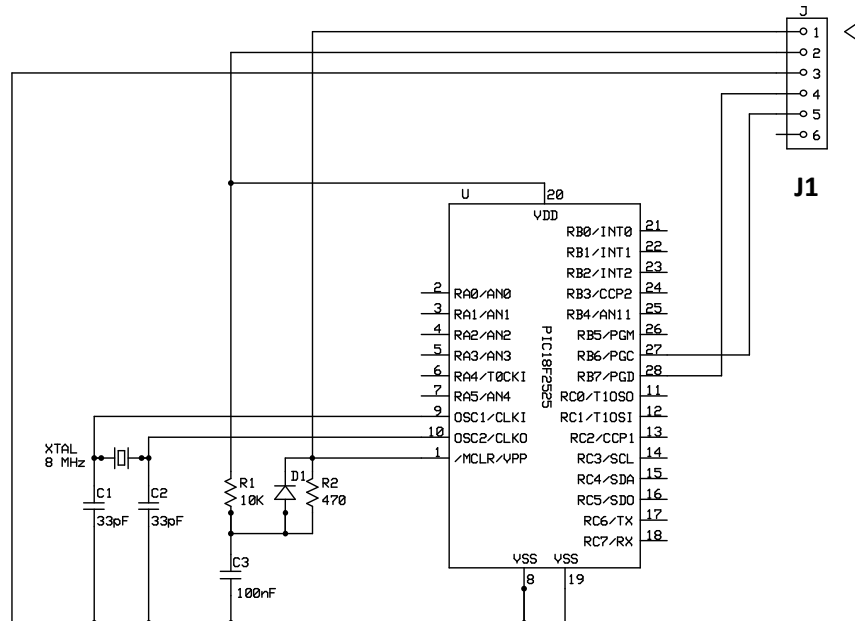 J
1
2
3
4
5
6
J1
U
20
VDD
RB0/INT0 21
RB1/INT1 22
RB2/INT2 23
2 RA0/AN0
RB3/CCP2 24
3 RA1/AN1
RB4/AN11 25
4 RA2/AN2
RB5/PGM 26
5 RA3/AN3
RB6/PGC 27
6 RA4/T0CKI
RB7/PGD 28
7 RA5/AN4
RC0/T1OSO 11
9 OSC1/CLKI
RC1/T1OSI 12
10 OSC2/CLKO
RC2/CCP1 13
1 /MCLR/VPP
RC3/SCL 14
RC4/SDA 15
RC5/SDO 16
RC6/TX 17
RC7/RX 18
PIC18F2525
XTAL
8 MHz
C1
33pF
C2
33pF
R1
10K
D1
R2
470
C3
100nF
VSS
8
VSS
19